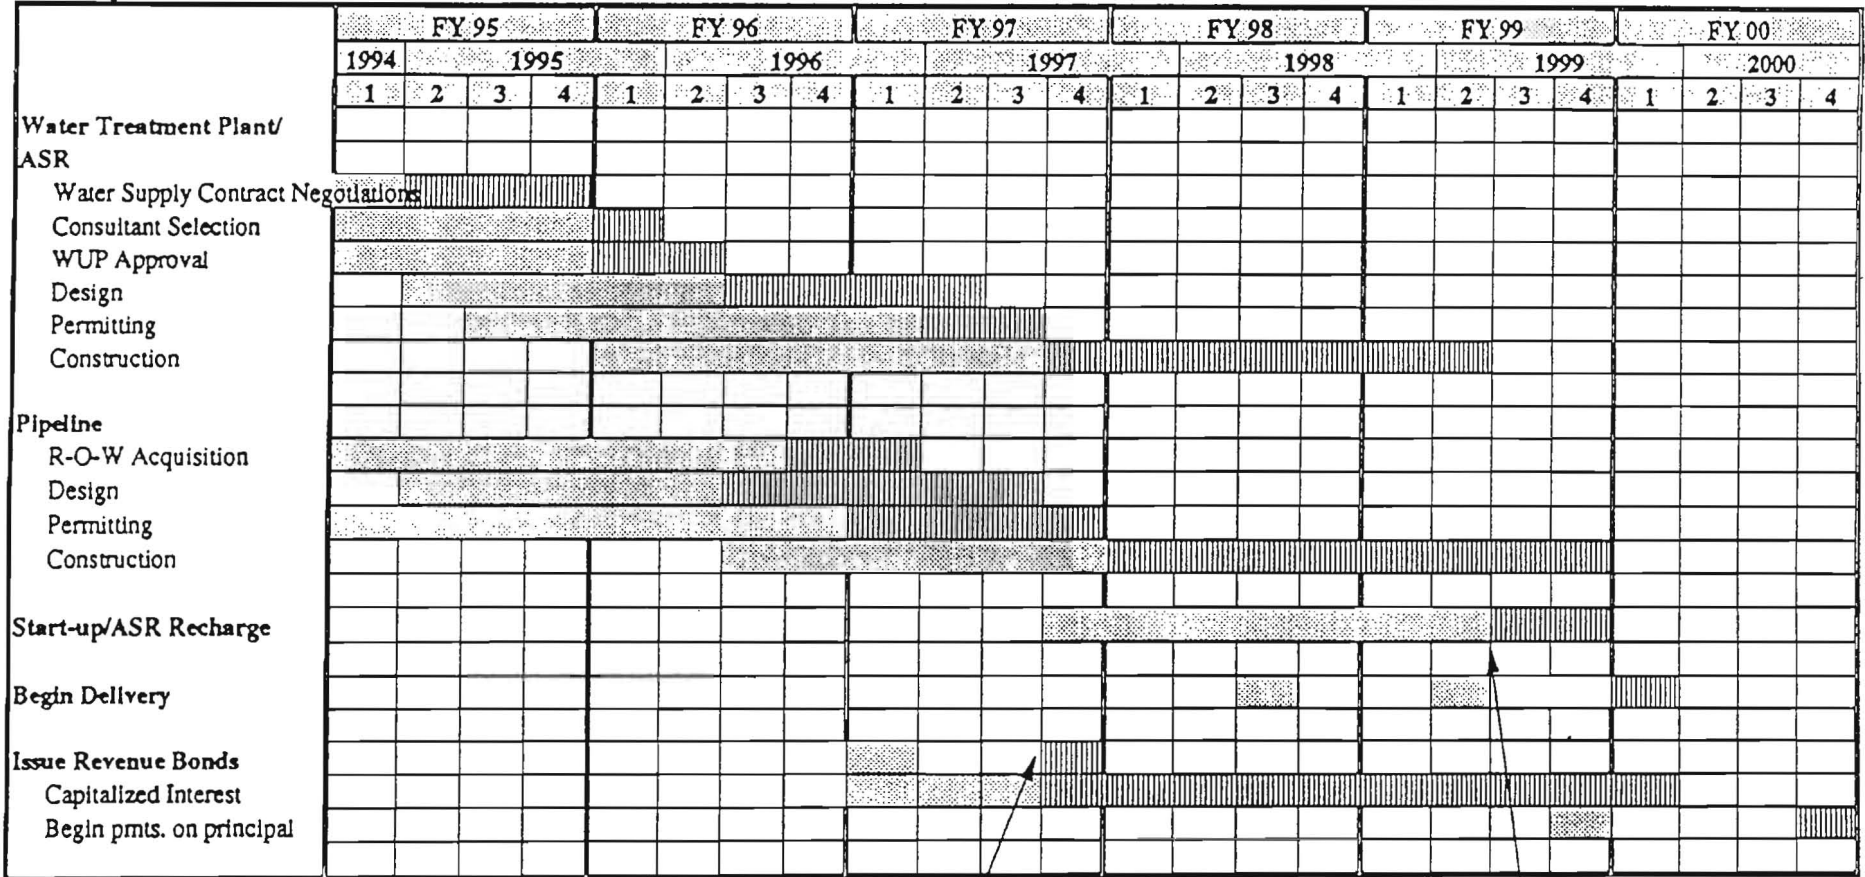 FY 95 FY 96 FY 97 FY 98 FY 99 FY 00
1994 1995 1996 1997 1998 1999 2000
1 2 3 4 1 2 3 4 1 2 3 4 1 2 3 4 1 2 3 4 1 2 3 4
Water Treatment Plant/
ASR
Water Supply Contract Negotiations
Consultant Selection
WUP Approval
Design
Permitting
Construction
Pipeline
R-O-W Acquisition
Design
Permitting
Construction
Start-up/ASR Recharge
Begin Delivery
Issue Revenue Bonds
Capitalized Interest
Begin pmts. on principal